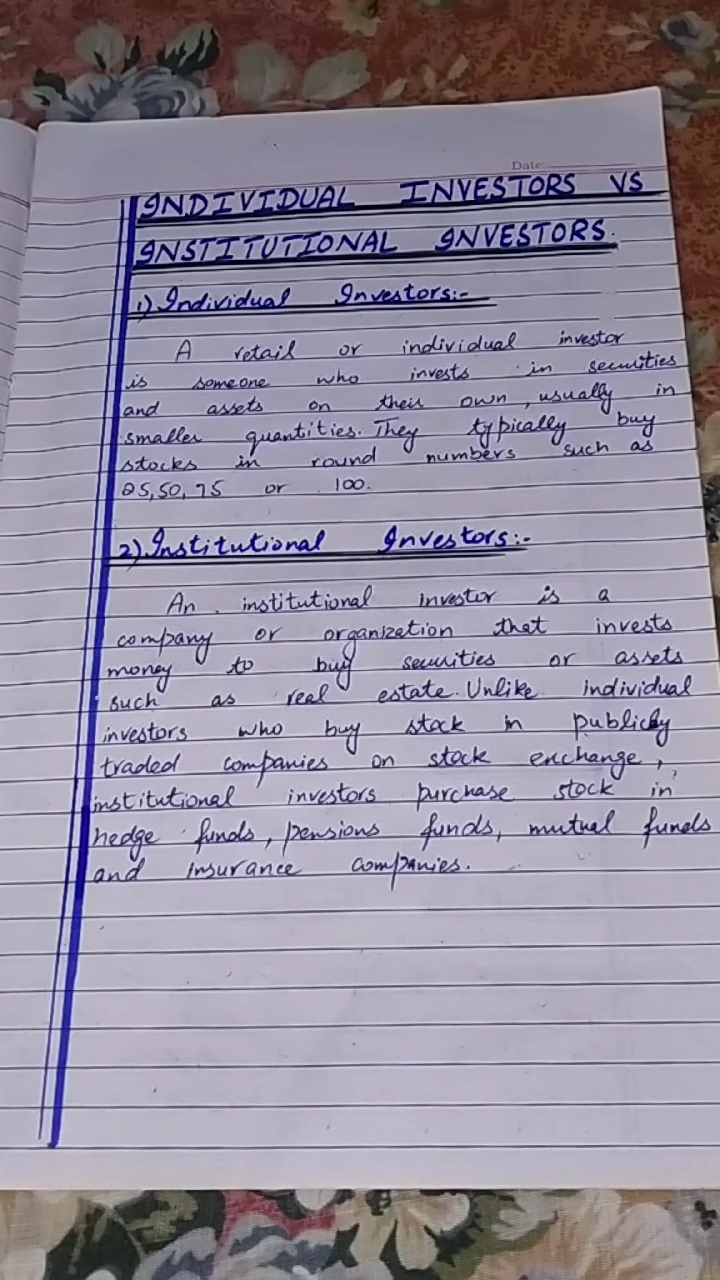 Date:
INDIVIDUAL INVESTORS VS
INSTITUTIONAL INVESTORS.
1) Individual Investors:-
A retail or individual investor
is someone who invests in securities
and assets on their own, usually in
smaller quantities. They typically buy
stocks in round numbers such as
25, 50, 75 or 100.
2) Institutional Investors:-
An institutional investor is a
company or organization that invests
money to buy securities or assets
such as real estate. Unlike individual
investors who buy stock in publicly
traded companies on stock exchange,
institutional investors purchase stock in
hedge funds, pensions funds, mutual funds
and insurance companies.